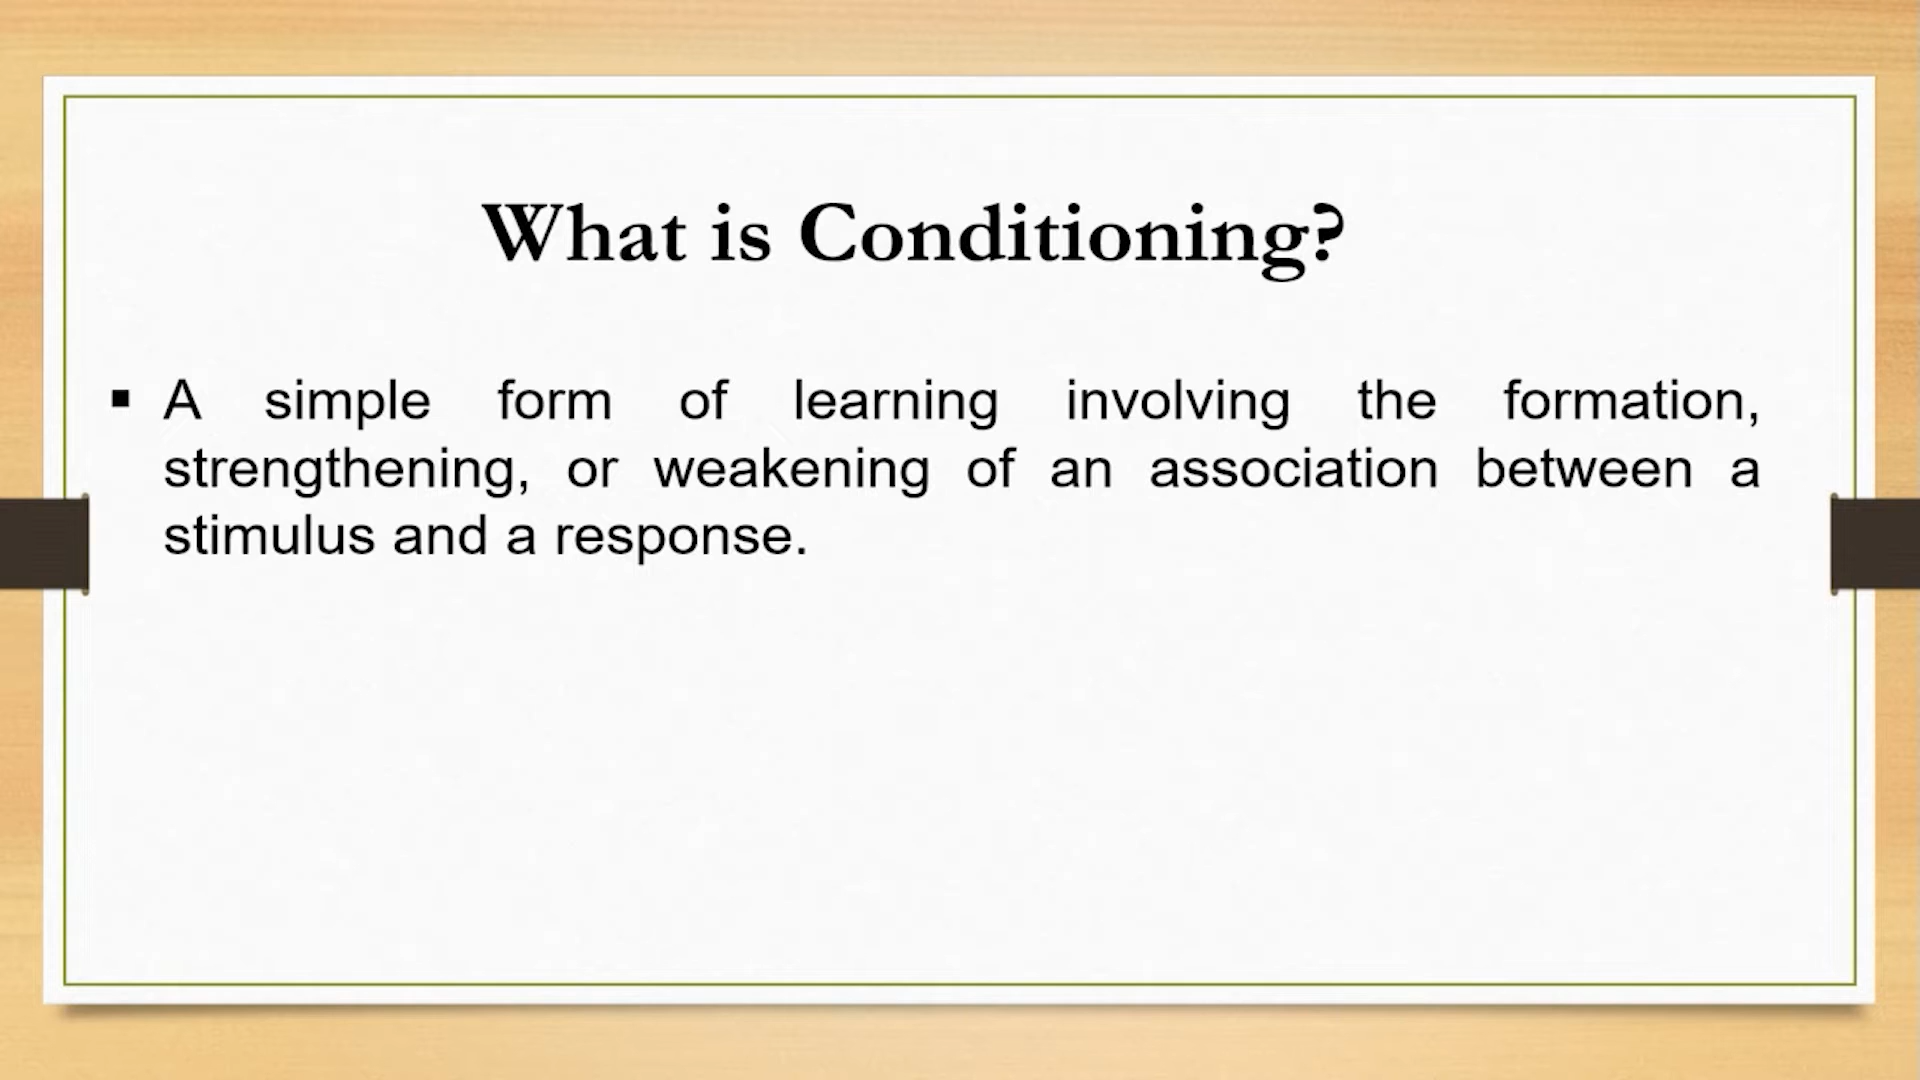 What is Conditioning?
▪ A simple form of learning involving the formation,
strengthening, or weakening of an association between a
stimulus and a response.